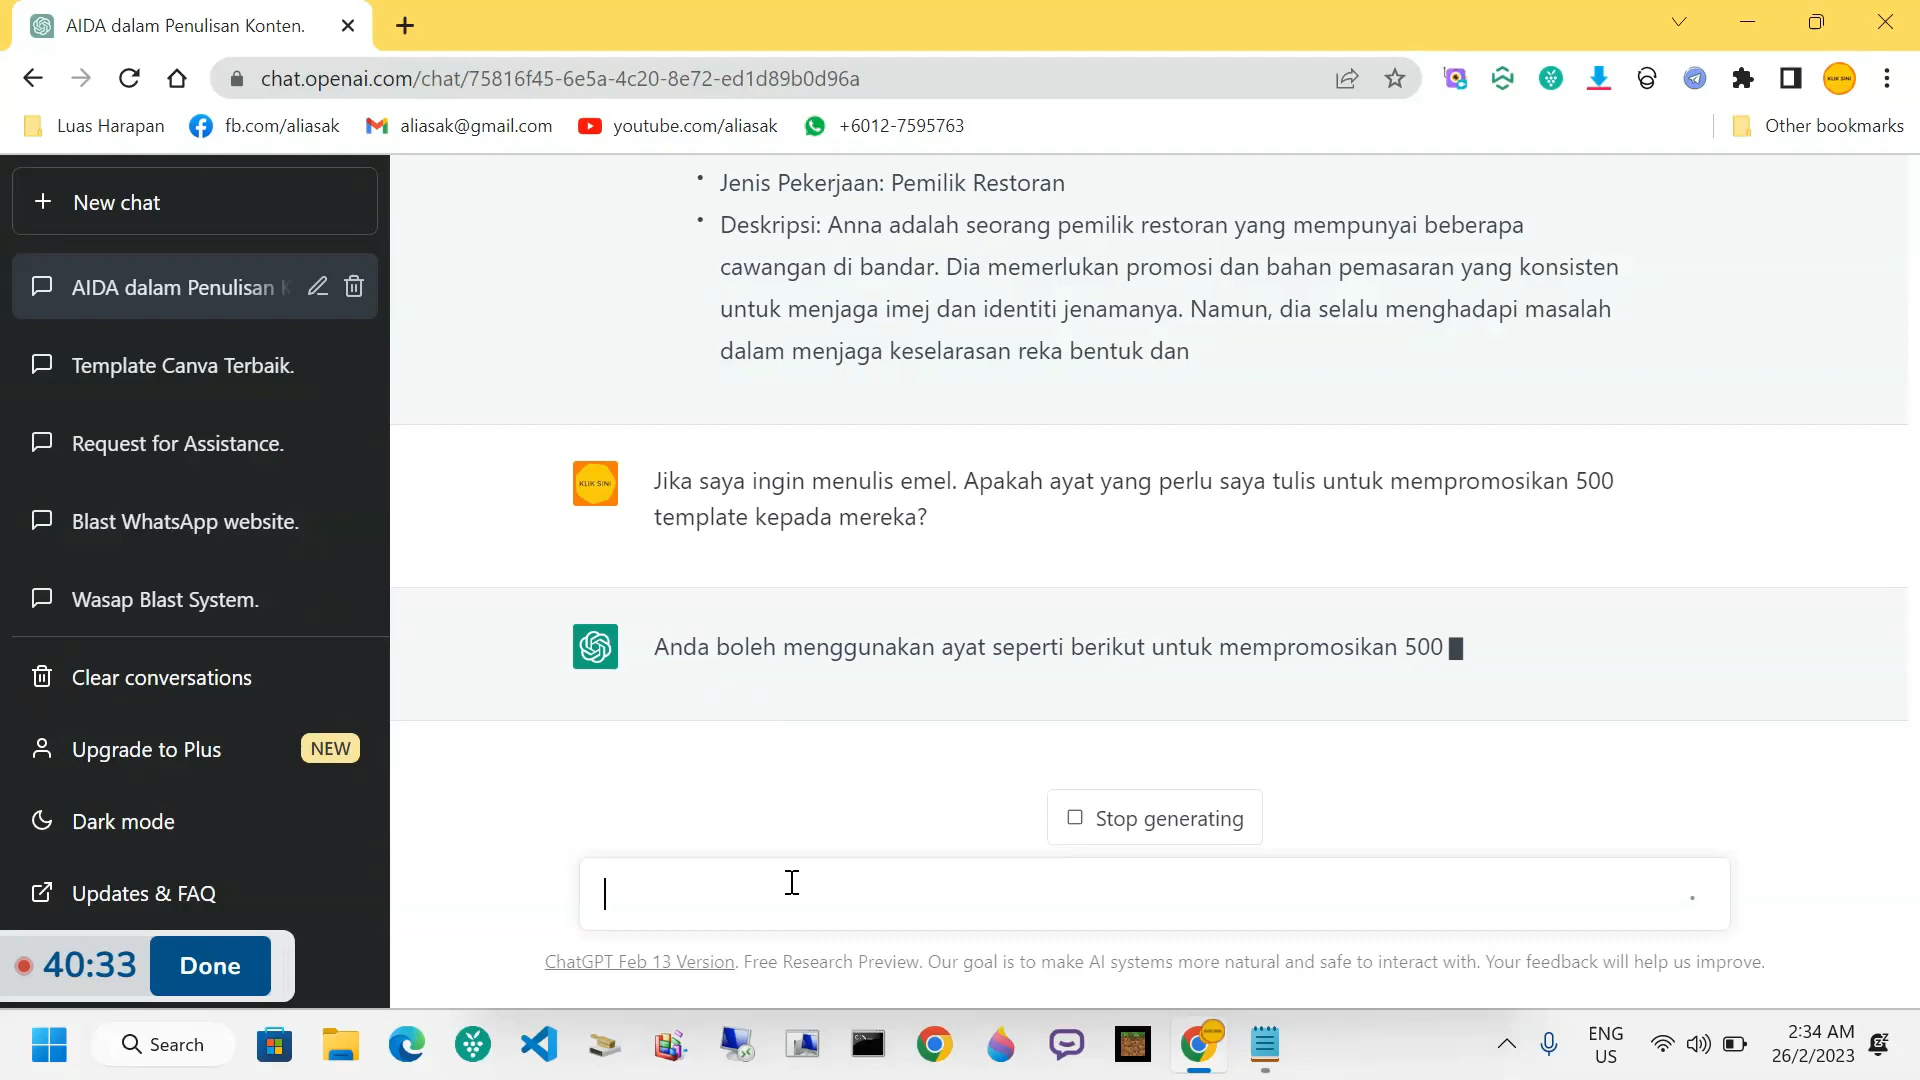 AIDA dalam Penulisan Konten.
chat.openai.com/chat/75816f45-6e5a-4c20-8e72-ed1d89b0d96a
KLIK SINI
Luas Harapan
fb.com/aliasak
aliasak@gmail.com
youtube.com/aliasak
+6012-7595763
Other bookmarks
New chat
AIDA dalam Penulisan K
Template Canva Terbaik.
Request for Assistance.
Blast WhatsApp website.
Wasap Blast System.
Clear conversations
Upgrade to Plus
NEW
Dark mode
Updates & FAQ
40:33
Done
• Jenis Pekerjaan: Pemilik Restoran
• Deskripsi: Anna adalah seorang pemilik restoran yang mempunyai beberapa
cawangan di bandar. Dia memerlukan promosi dan bahan pemasaran yang konsisten
untuk menjaga imej dan identiti jenamanya. Namun, dia selalu menghadapi masalah
dalam menjaga keselarasan reka bentuk dan
KLIK SINI
Jika saya ingin menulis emel. Apakah ayat yang perlu saya tulis untuk mempromosikan 500
template kepada mereka?
Anda boleh menggunakan ayat seperti berikut untuk mempromosikan 500
Stop generating
ChatGPT Feb 13 Version. Free Research Preview. Our goal is to make AI systems more natural and safe to interact with. Your feedback will help us improve.
Search
ENG
US
2:34 AM
26/2/2023